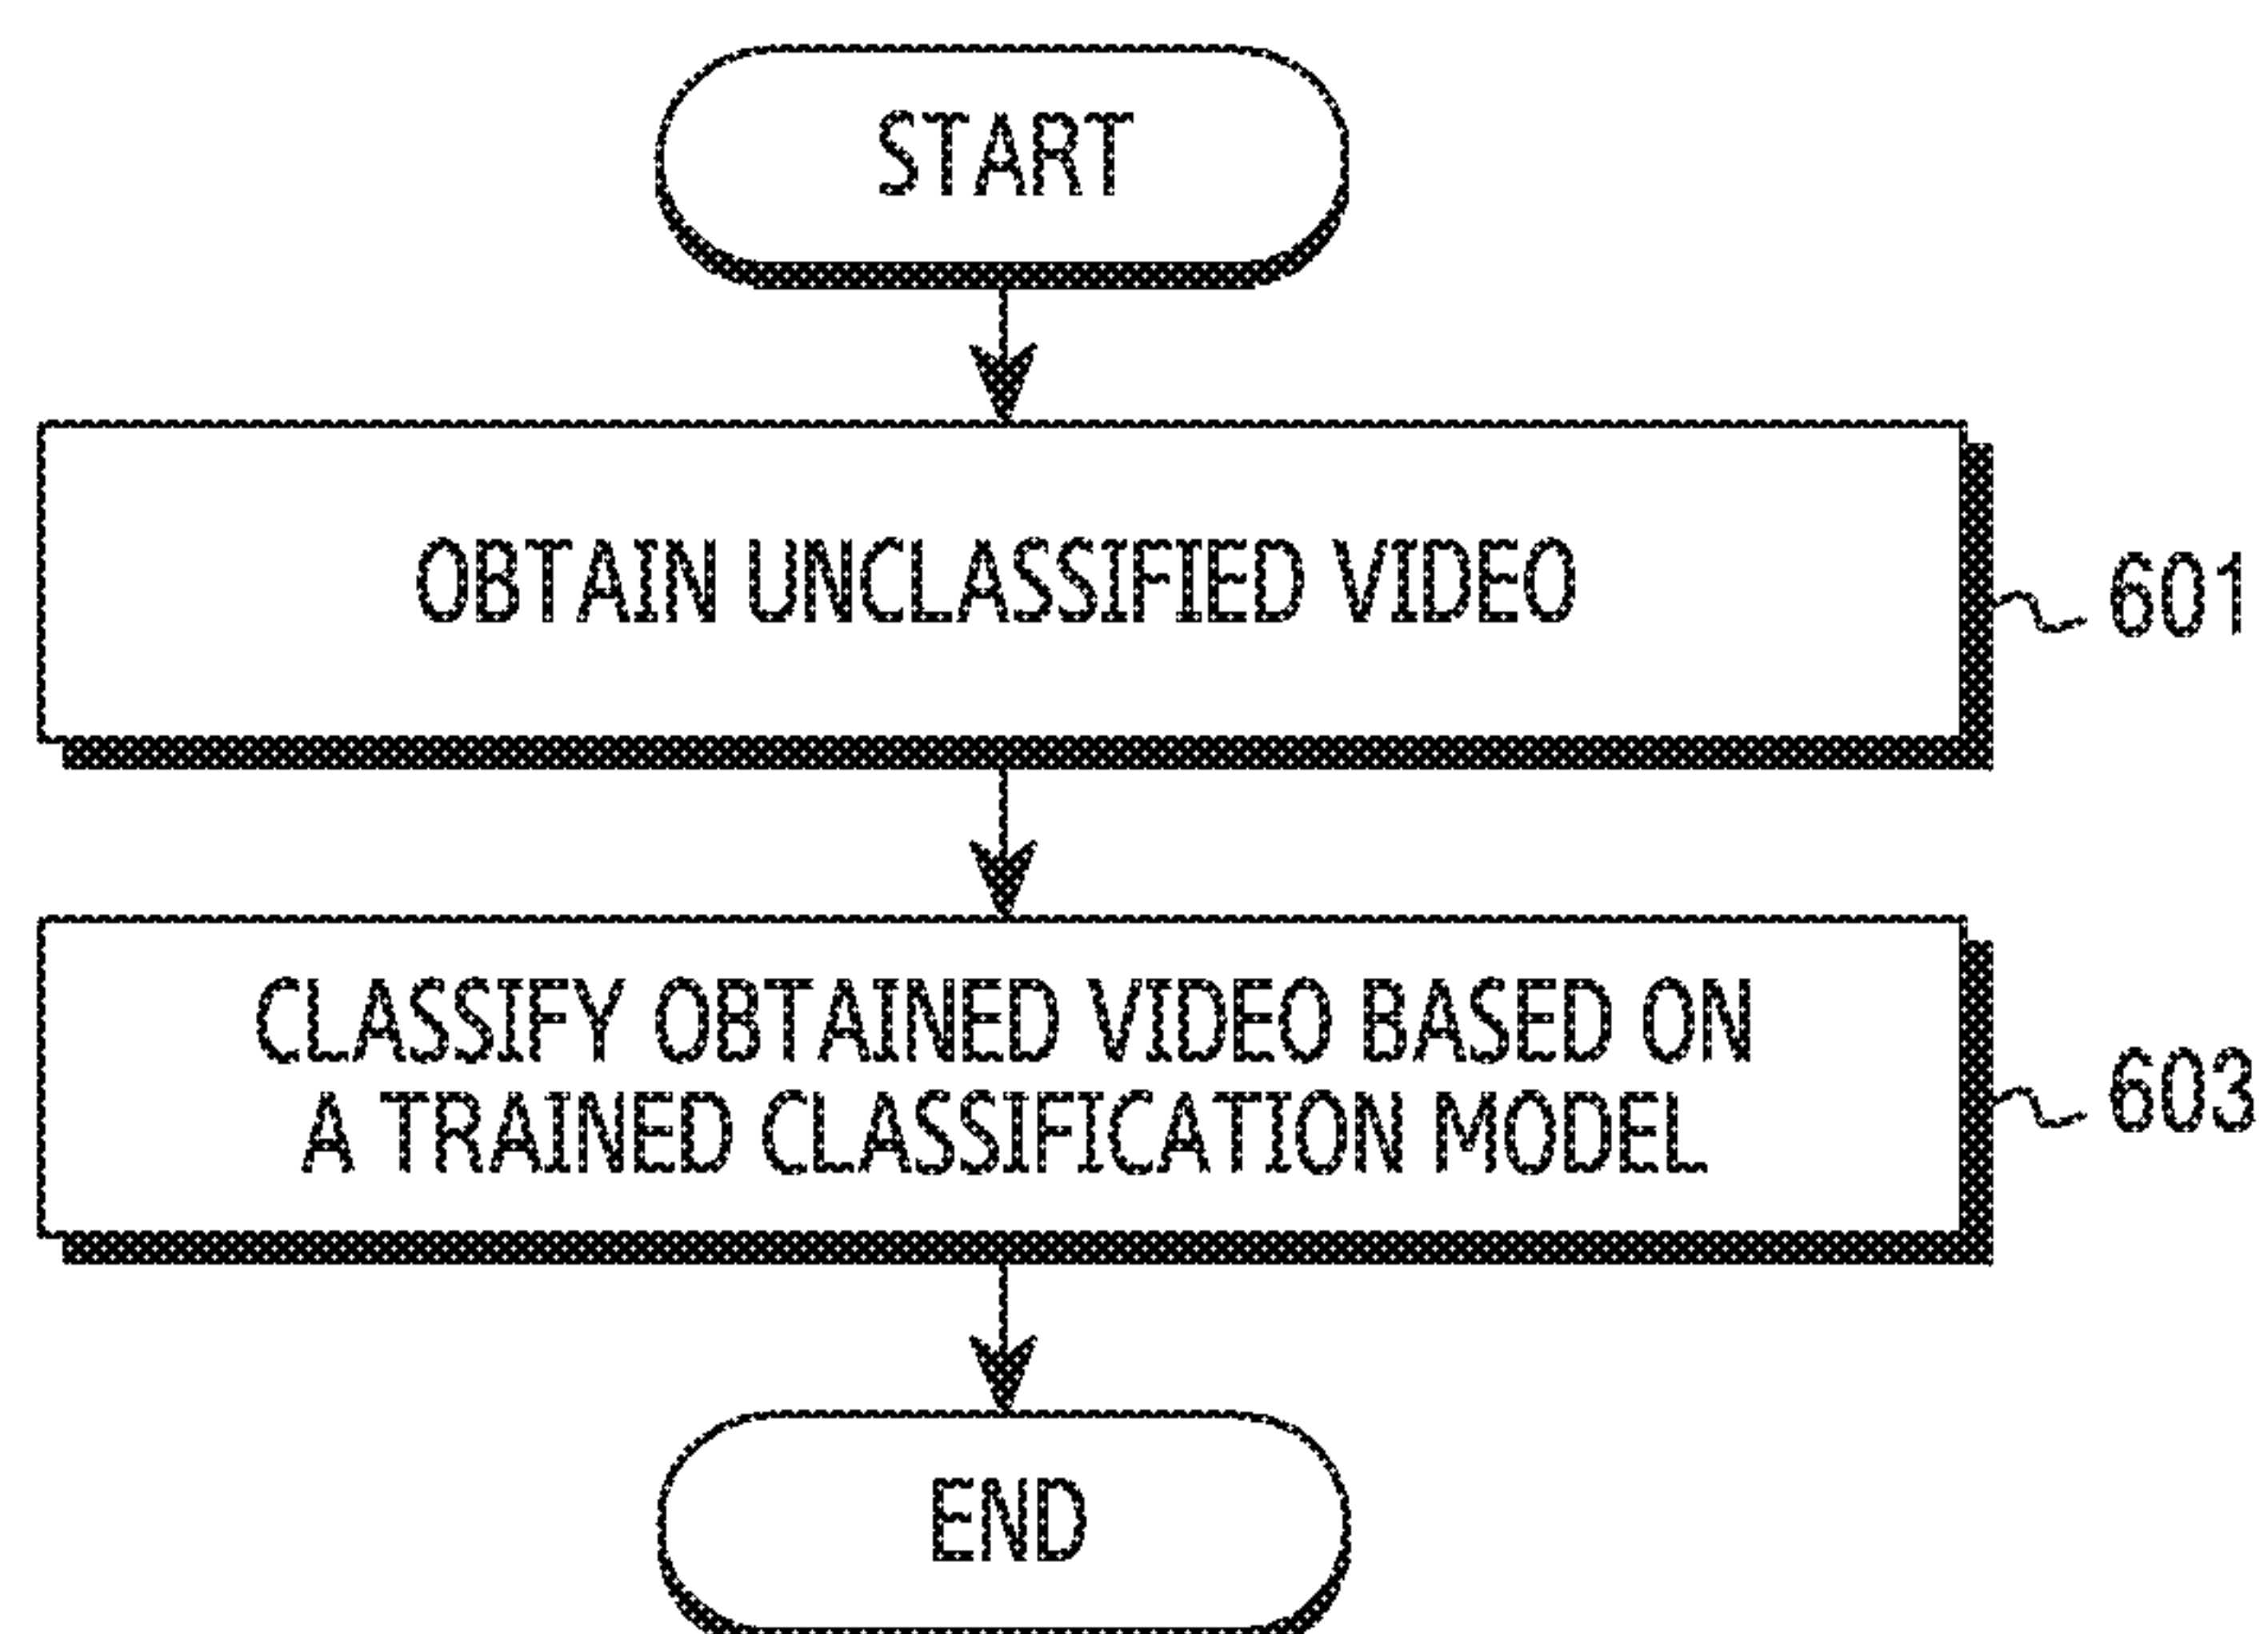 START
OBTAIN UNCLASSIFIED VIDEO
601
CLASSIFY OBTAINED VIDEO BASED ON
A TRAINED CLASSIFICATION MODEL
603
END